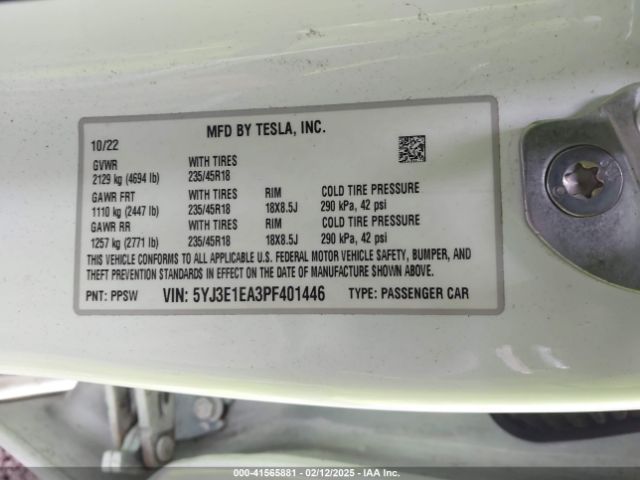 MFD BY TESLA, INC.
10/22
GVWR WITH TIRES
2129 kg (4694 lb) 235/45R18
GAWR FRT WITH TIRES RIM COLD TIRE PRESSURE
1110 kg (2447 lb) 235/45R18 18X8.5J 290 kPa, 42 psi
GAWR RR WITH TIRES RIM COLD TIRE PRESSURE
1257 kg (2771 lb) 235/45R18 18X8.5J 290 kPa, 42 psi
THIS VEHICLE CONFORMS TO ALL APPLICABLE U.S. FEDERAL MOTOR VEHICLE SAFETY, BUMPER, AND
THEFT PREVENTION STANDARDS IN EFFECT ON THE DATE OF MANUFACTURE SHOWN ABOVE.
PNT: PPSW VIN: 5YJ3E1EA3PF401446 TYPE: PASSENGER CAR
000-41565881 - 02/12/2025 - IAA Inc.